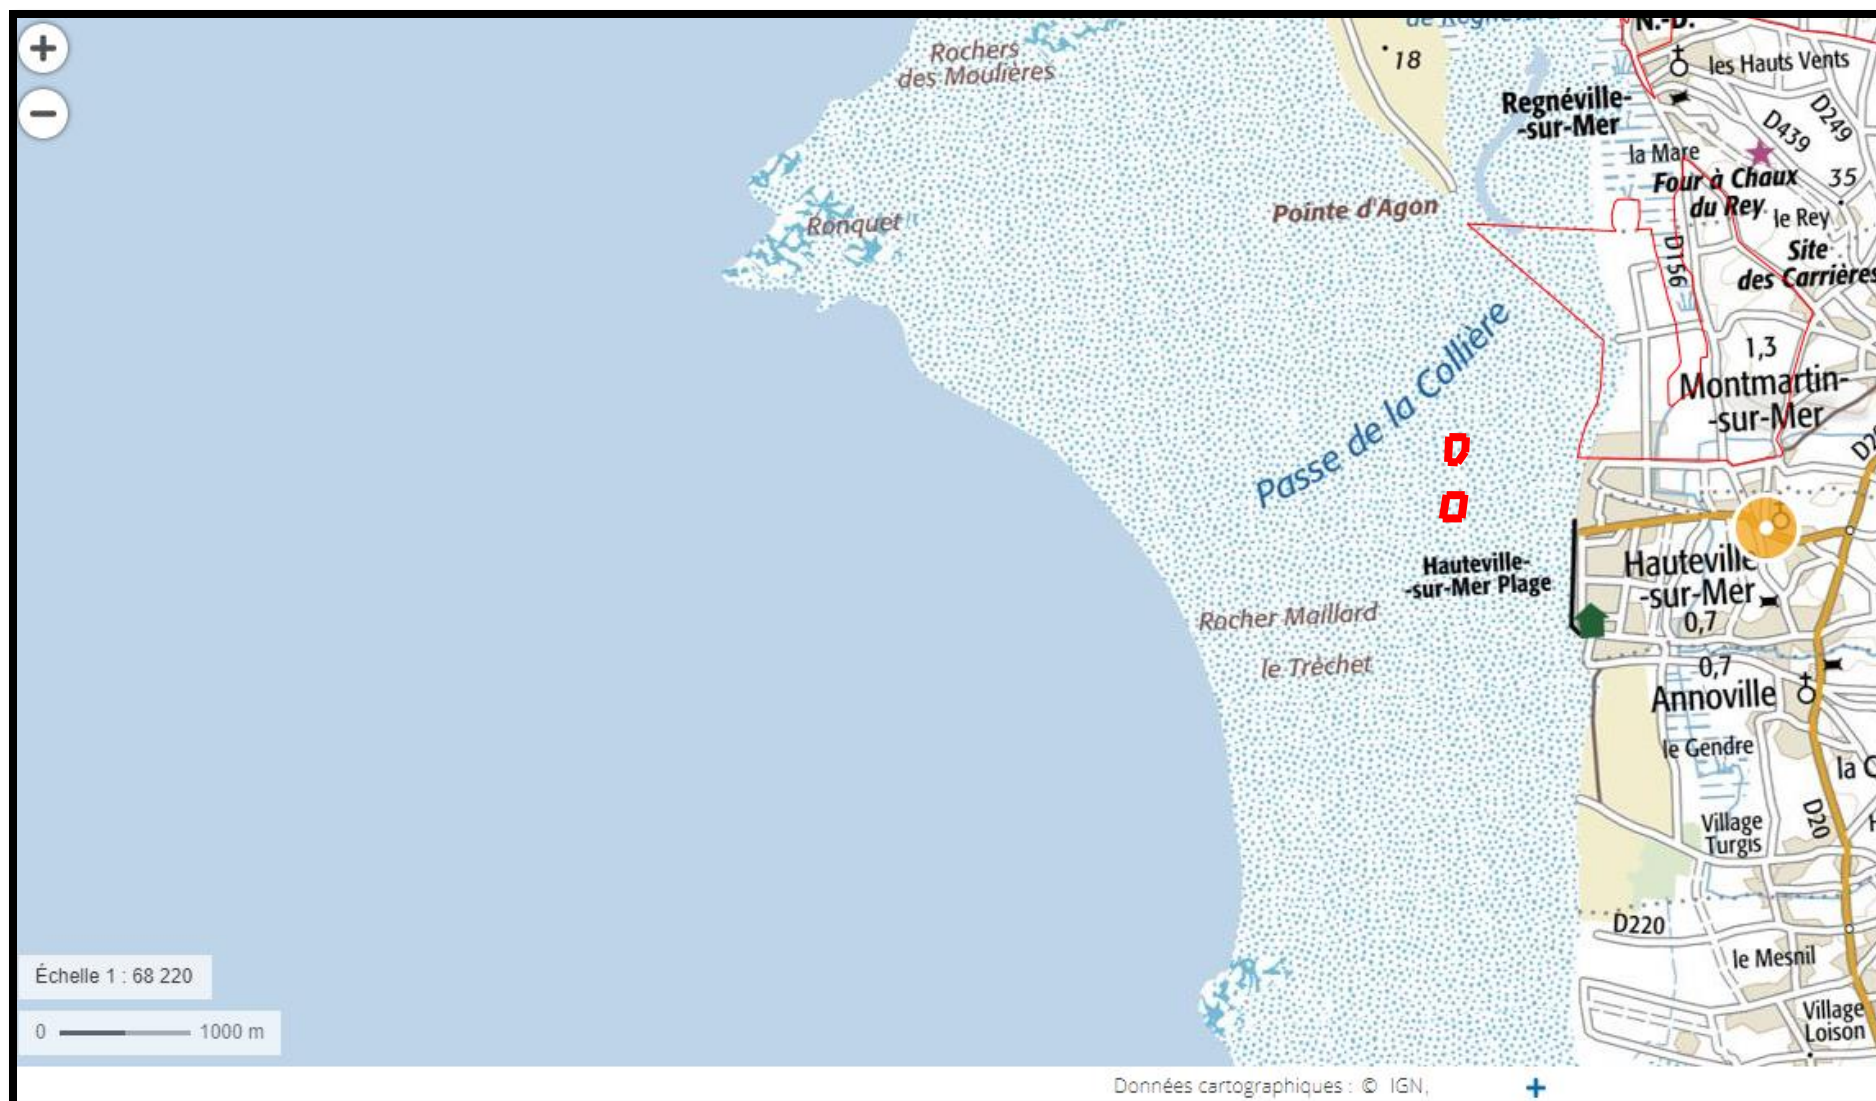 Rochers
des Moulières
18
N.-D.
les Hauts Vents
Regnéville-
-sur-Mer
D249
D439
la Mare
Four à Chaux
du Rey
35
Pointe d'Agon
le Rey
Ronquet
D156
Site
des Carrières
Passe de la Collière
1,3
Montmartin-
-sur-Mer
Hauteville-
-sur-Mer Plage
Hauteville
-sur-Mer
0,7
Rocher Maillard
le Tréchet
0,7
Annoville
le Gendre
la C
D20
Village
Turgis
D220
le Mesnil
Village
Loison
Échelle 1 : 68 220
0 1000 m
Données cartographiques : © IGN,